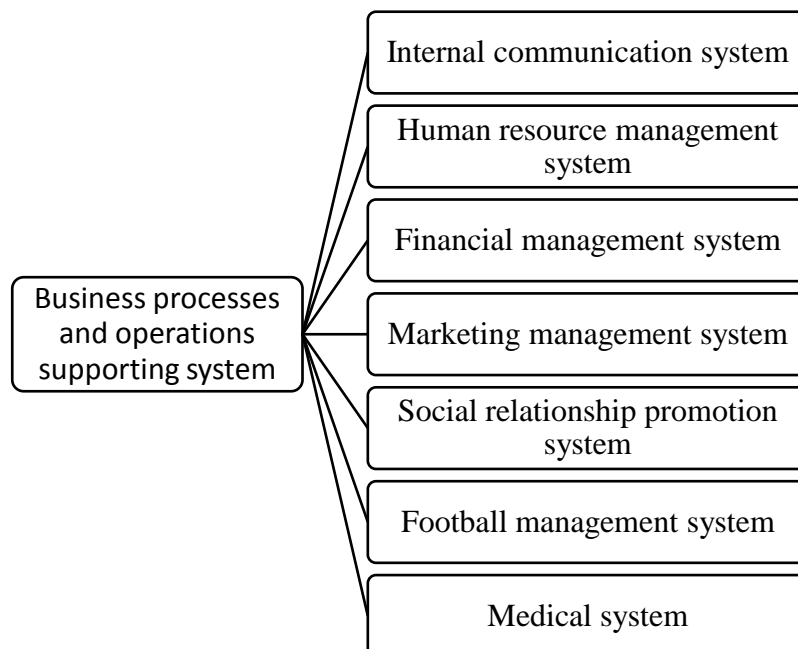 Internal communication system
Human resource management
system
Financial management system
Business processes
and operations
supporting system
Marketing management system
Social relationship promotion
system
Football management system
Medical system